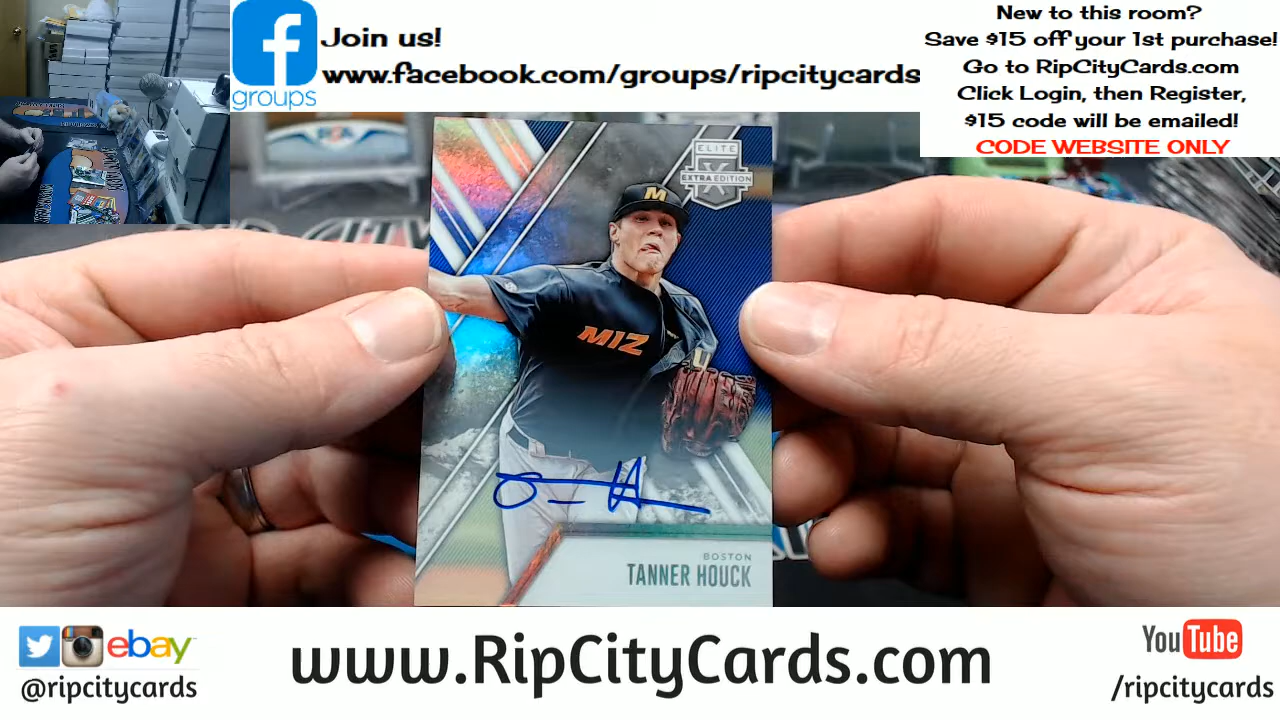 Join us!
www.facebook.com/groups/ripcitycards
groups
New to this room?
Save $15 off your 1st purchase!
Go to RipCityCards.com
Click Login, then Register,
$15 code will be emailed!
CODE WEBSITE ONLY
ELITE
EXTRA EDITION
M
MIZ
BOSTON
TANNER HOUCK
ebay
@ripcitycards
www.RipCityCards.com
YouTube
/ripcitycards